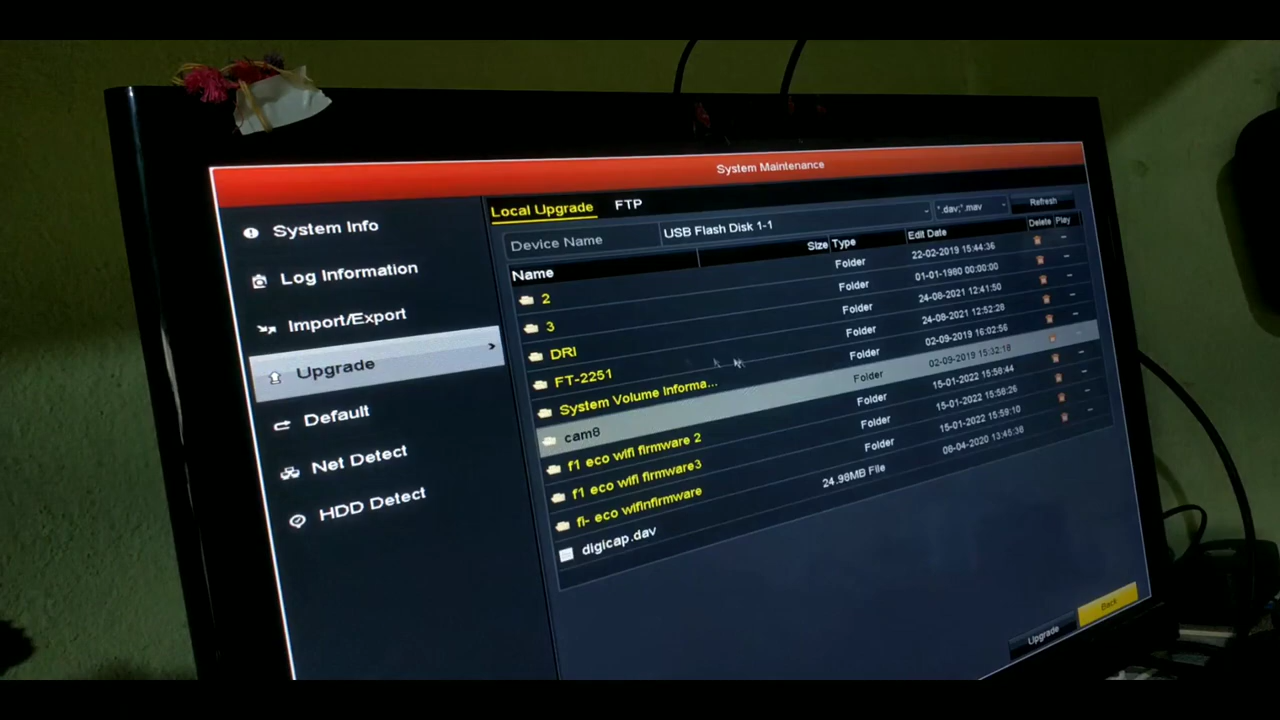 System Maintenance
System Info
Log Information
Import/Export
Upgrade
Default
Net Detect
HDD Detect
Local Upgrade FTP
Device Name USB Flash Disk 1-1 *.dav;*.mav Refresh
Name Size Type Edit Date Delete Play
2 Folder 22-02-2019 15:44:36
3 Folder 01-01-1980 00:00:00
DRI Folder 24-08-2021 12:41:50
FT-2251 Folder 24-08-2021 12:52:28
System Volume Informa... Folder 02-09-2019 16:02:56
cam8 Folder 02-09-2019 15:32:18
f1 eco wifi firmware 2 Folder 15-01-2022 15:58:44
f1 eco wifi firmware3 Folder 15-01-2022 15:58:26
fi- eco wifinfirmware Folder 15-01-2022 15:59:10
digicap.dav 24.98MB File 08-04-2020 13:45:38
Upgrade Back